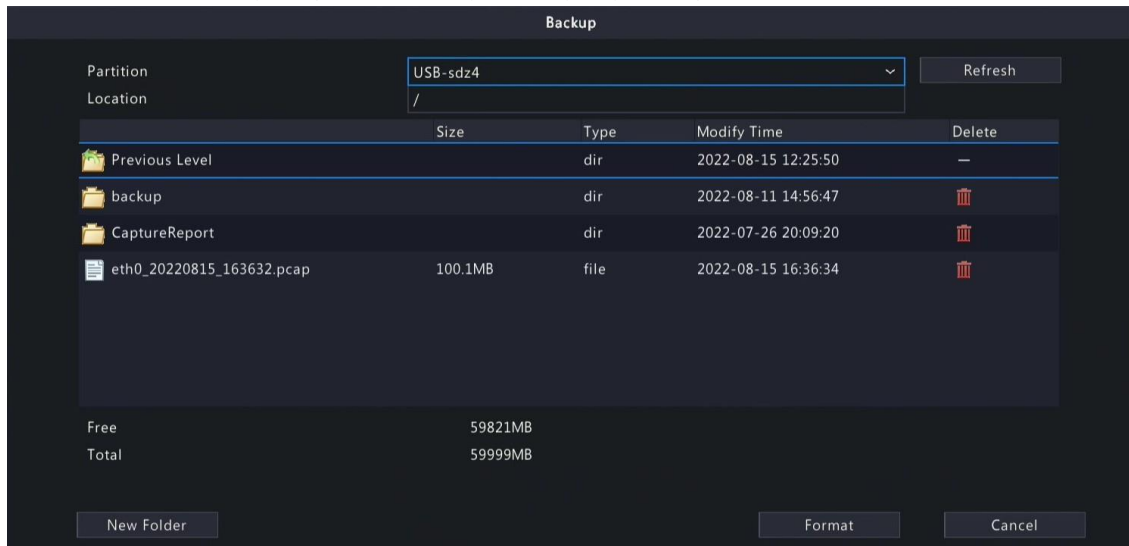 Backup
Partition USB-sdz4 Refresh
Location /
Size Type Modify Time Delete
Previous Level dir 2022-08-15 12:25:50 —
backup dir 2022-08-11 14:56:47
CaptureReport dir 2022-07-26 20:09:20
eth0_20220815_163632.pcap 100.1MB file 2022-08-15 16:36:34
Free 59821MB
Total 59999MB
New Folder Format Cancel